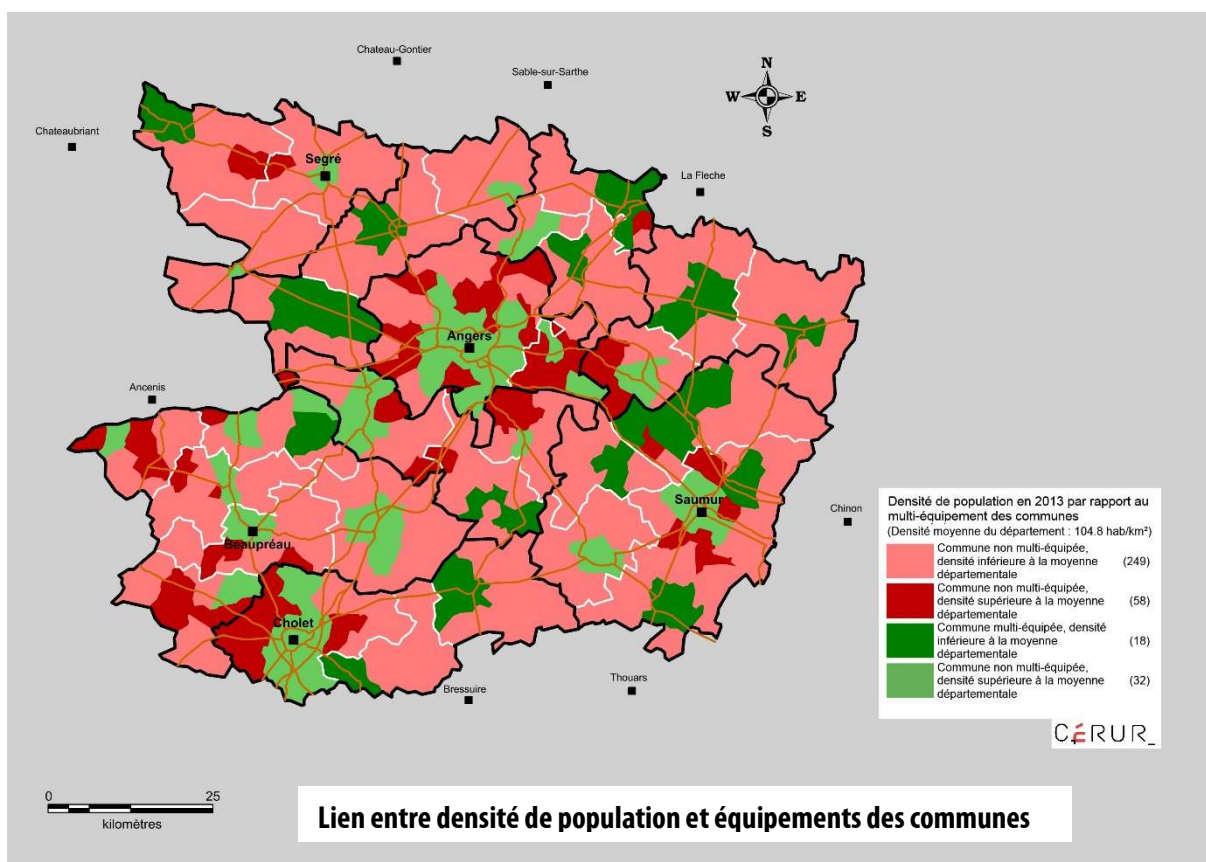 Chateau-Gontier
Sable-sur-Sarthe
N
W E
S
Chateaubriant
Segré
La Fleche
Angers
Ancenis
Saumur
Chinon
Beaupréau
Cholet
Bressuire
Thouars
Densité de population en 2013 par rapport au
multi-équipement des communes
(Densité moyenne du département : 104.8 hab/km²)
Commune non multi-équipée,
densité inférieure à la moyenne (249)
départementale
Commune non multi-équipée,
densité supérieure à la moyenne (58)
départementale
Commune multi-équipée, densité
inférieure à la moyenne (18)
départementale
Commune non multi-équipée,
densité supérieure à la moyenne (32)
départementale
CÉRUR_
0 25
kilomètres
Lien entre densité de population et équipements des communes